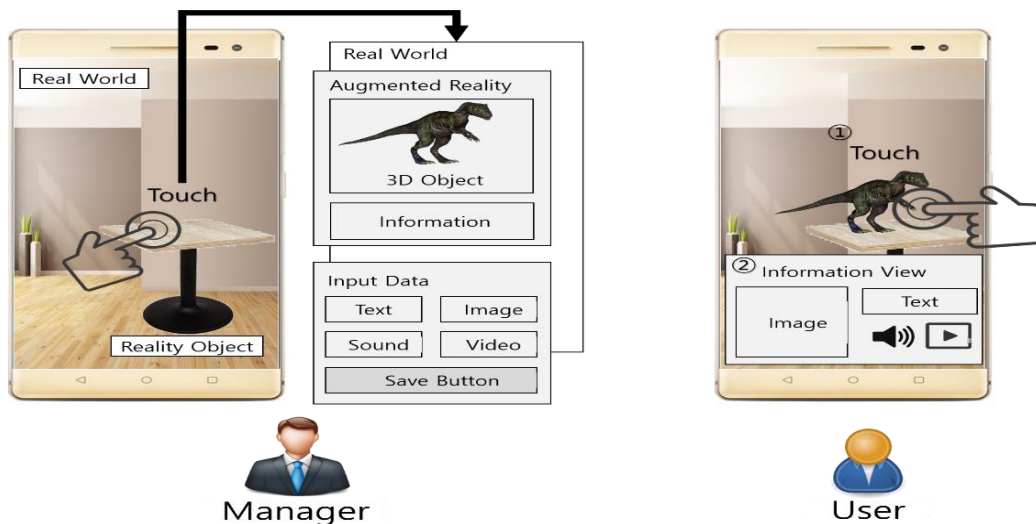 Real World
Touch
Reality Object
Real World
Augmented Reality
3D Object
Information
Input Data
Text
Image
Sound
Video
Save Button
Manager
①
Touch
② Information View
Image
Text
User